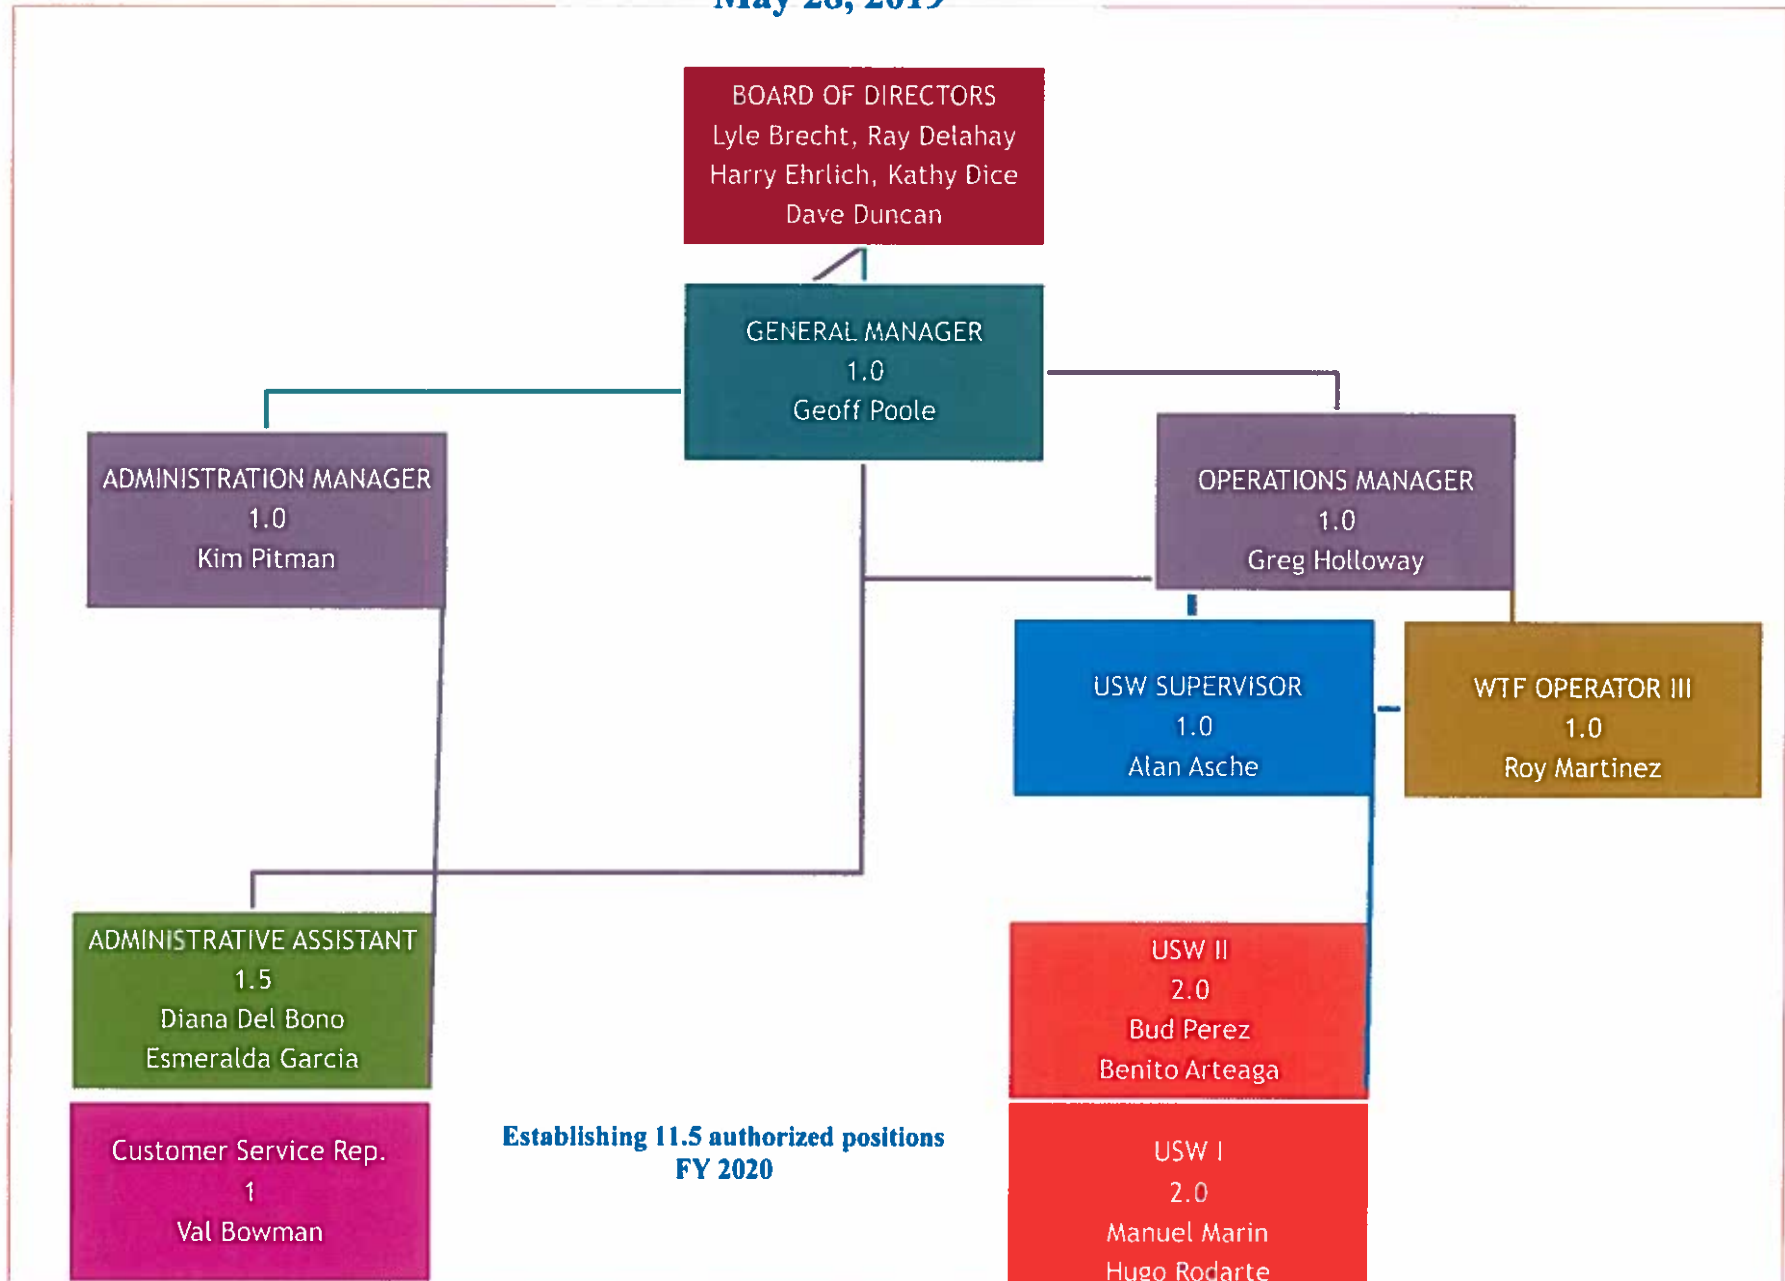 May 28, 2019
BOARD OF DIRECTORS
Lyle Brecht, Ray Delahay
Harry Ehrlich, Kathy Dice
Dave Duncan
GENERAL MANAGER
1.0
Geoff Poole
ADMINISTRATION MANAGER
1.0
Kim Pitman
OPERATIONS MANAGER
1.0
Greg Holloway
USW SUPERVISOR
1.0
Alan Asche
WTF OPERATOR III
1.0
Roy Martinez
ADMINISTRATIVE ASSISTANT
1.5
Diana Del Bono
Esmeralda Garcia
USW II
2.0
Bud Perez
Benito Arteaga
Customer Service Rep.
1
Val Bowman
Establishing 11.5 authorized positions
FY 2020
USW I
2.0
Manuel Marin
Hugo Rodarte